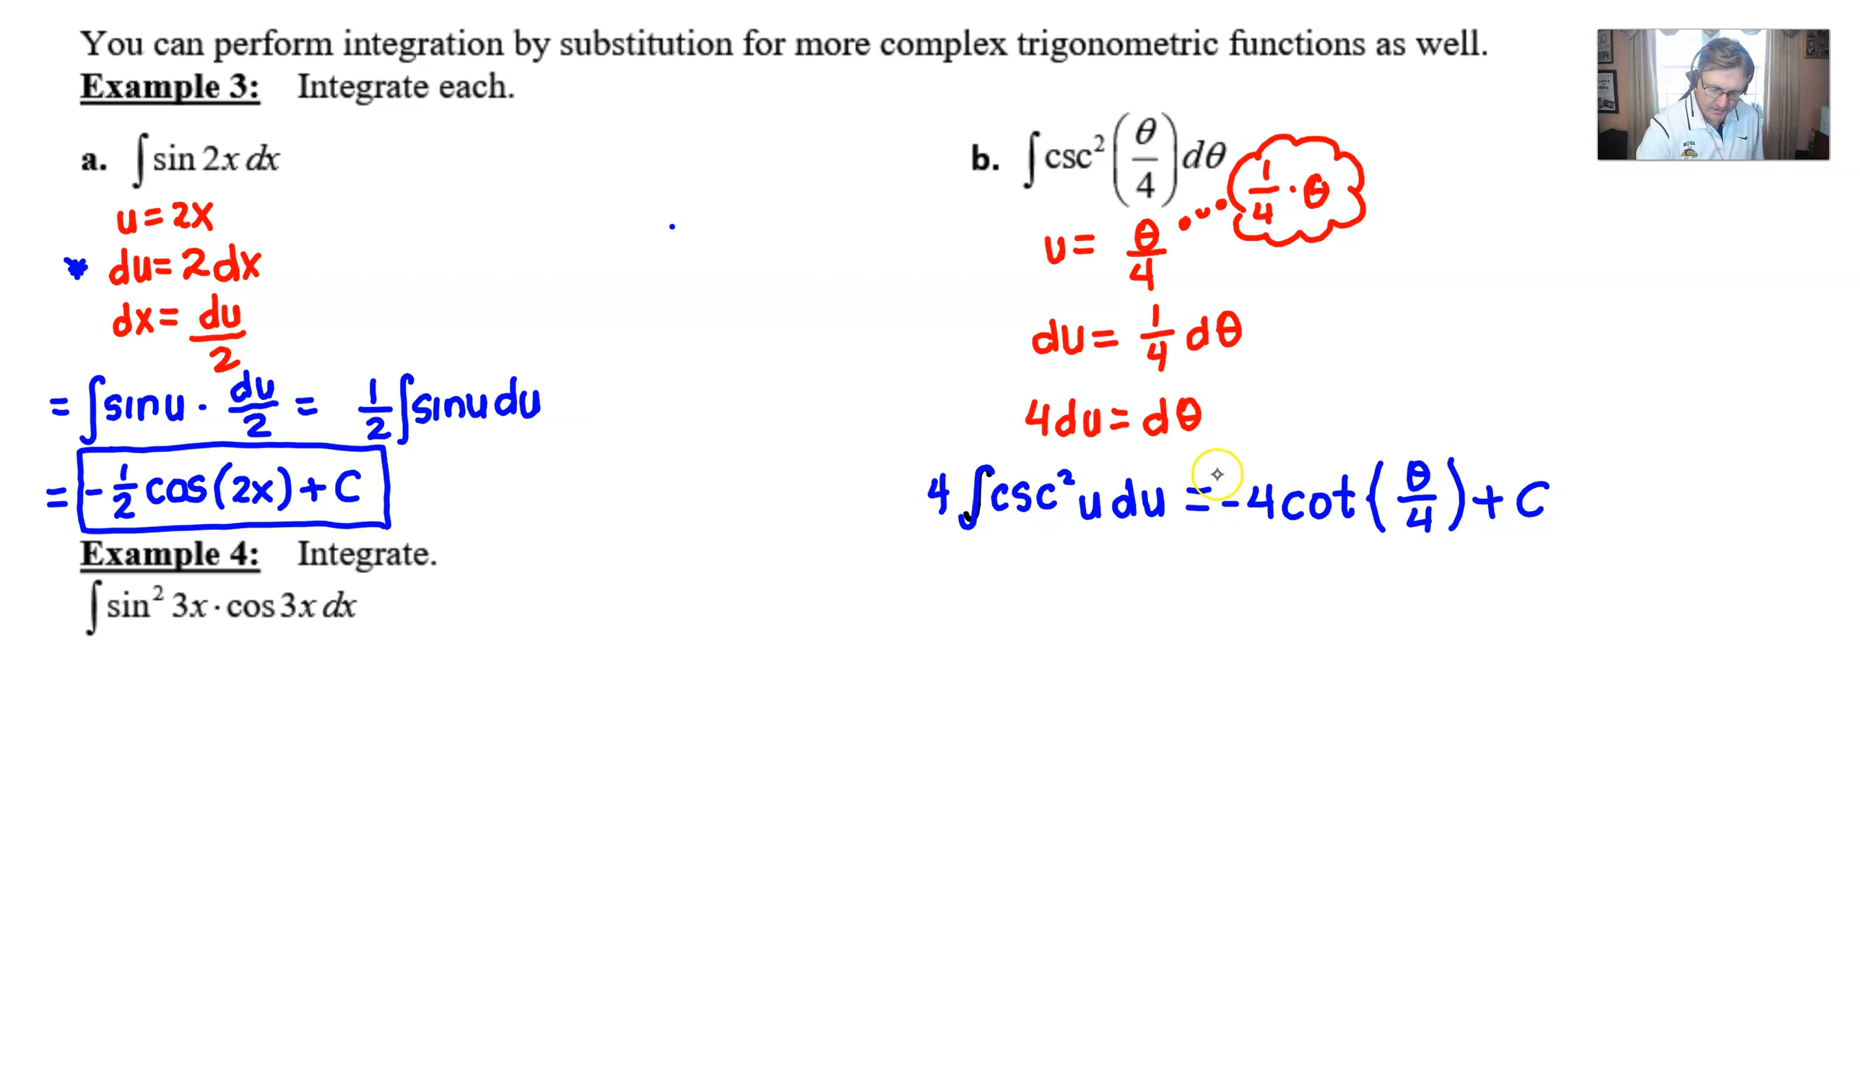 You can perform integration by substitution for more complex trigonometric functions as well.
Example 3: Integrate each.
a. ∫ sin 2x dx
u = 2x
* du = 2dx
dx = du/2
= ∫ sin u · du/2 = 1/2 ∫ sin u du
= -1/2 cos(2x) + C
b. ∫ csc² (θ/4) dθ
1/4 · θ
u = θ/4
du = 1/4 dθ
4du = dθ
4 ∫ csc² u du = -4 cot(θ/4) + C
Example 4: Integrate.
∫ sin² 3x · cos 3x dx